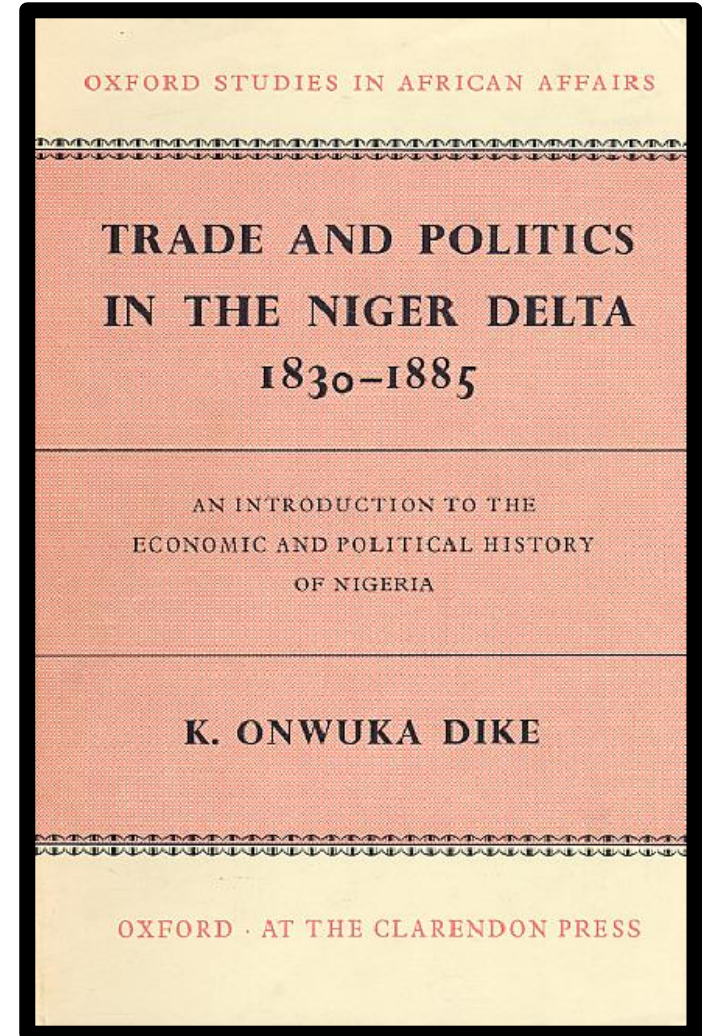 OXFORD STUDIES IN AFRICAN AFFAIRS
TRADE AND POLITICS
IN THE NIGER DELTA
1830–1885
AN INTRODUCTION TO THE
ECONOMIC AND POLITICAL HISTORY
OF NIGERIA
K. ONWUKA DIKE
OXFORD · AT THE CLARENDON PRESS